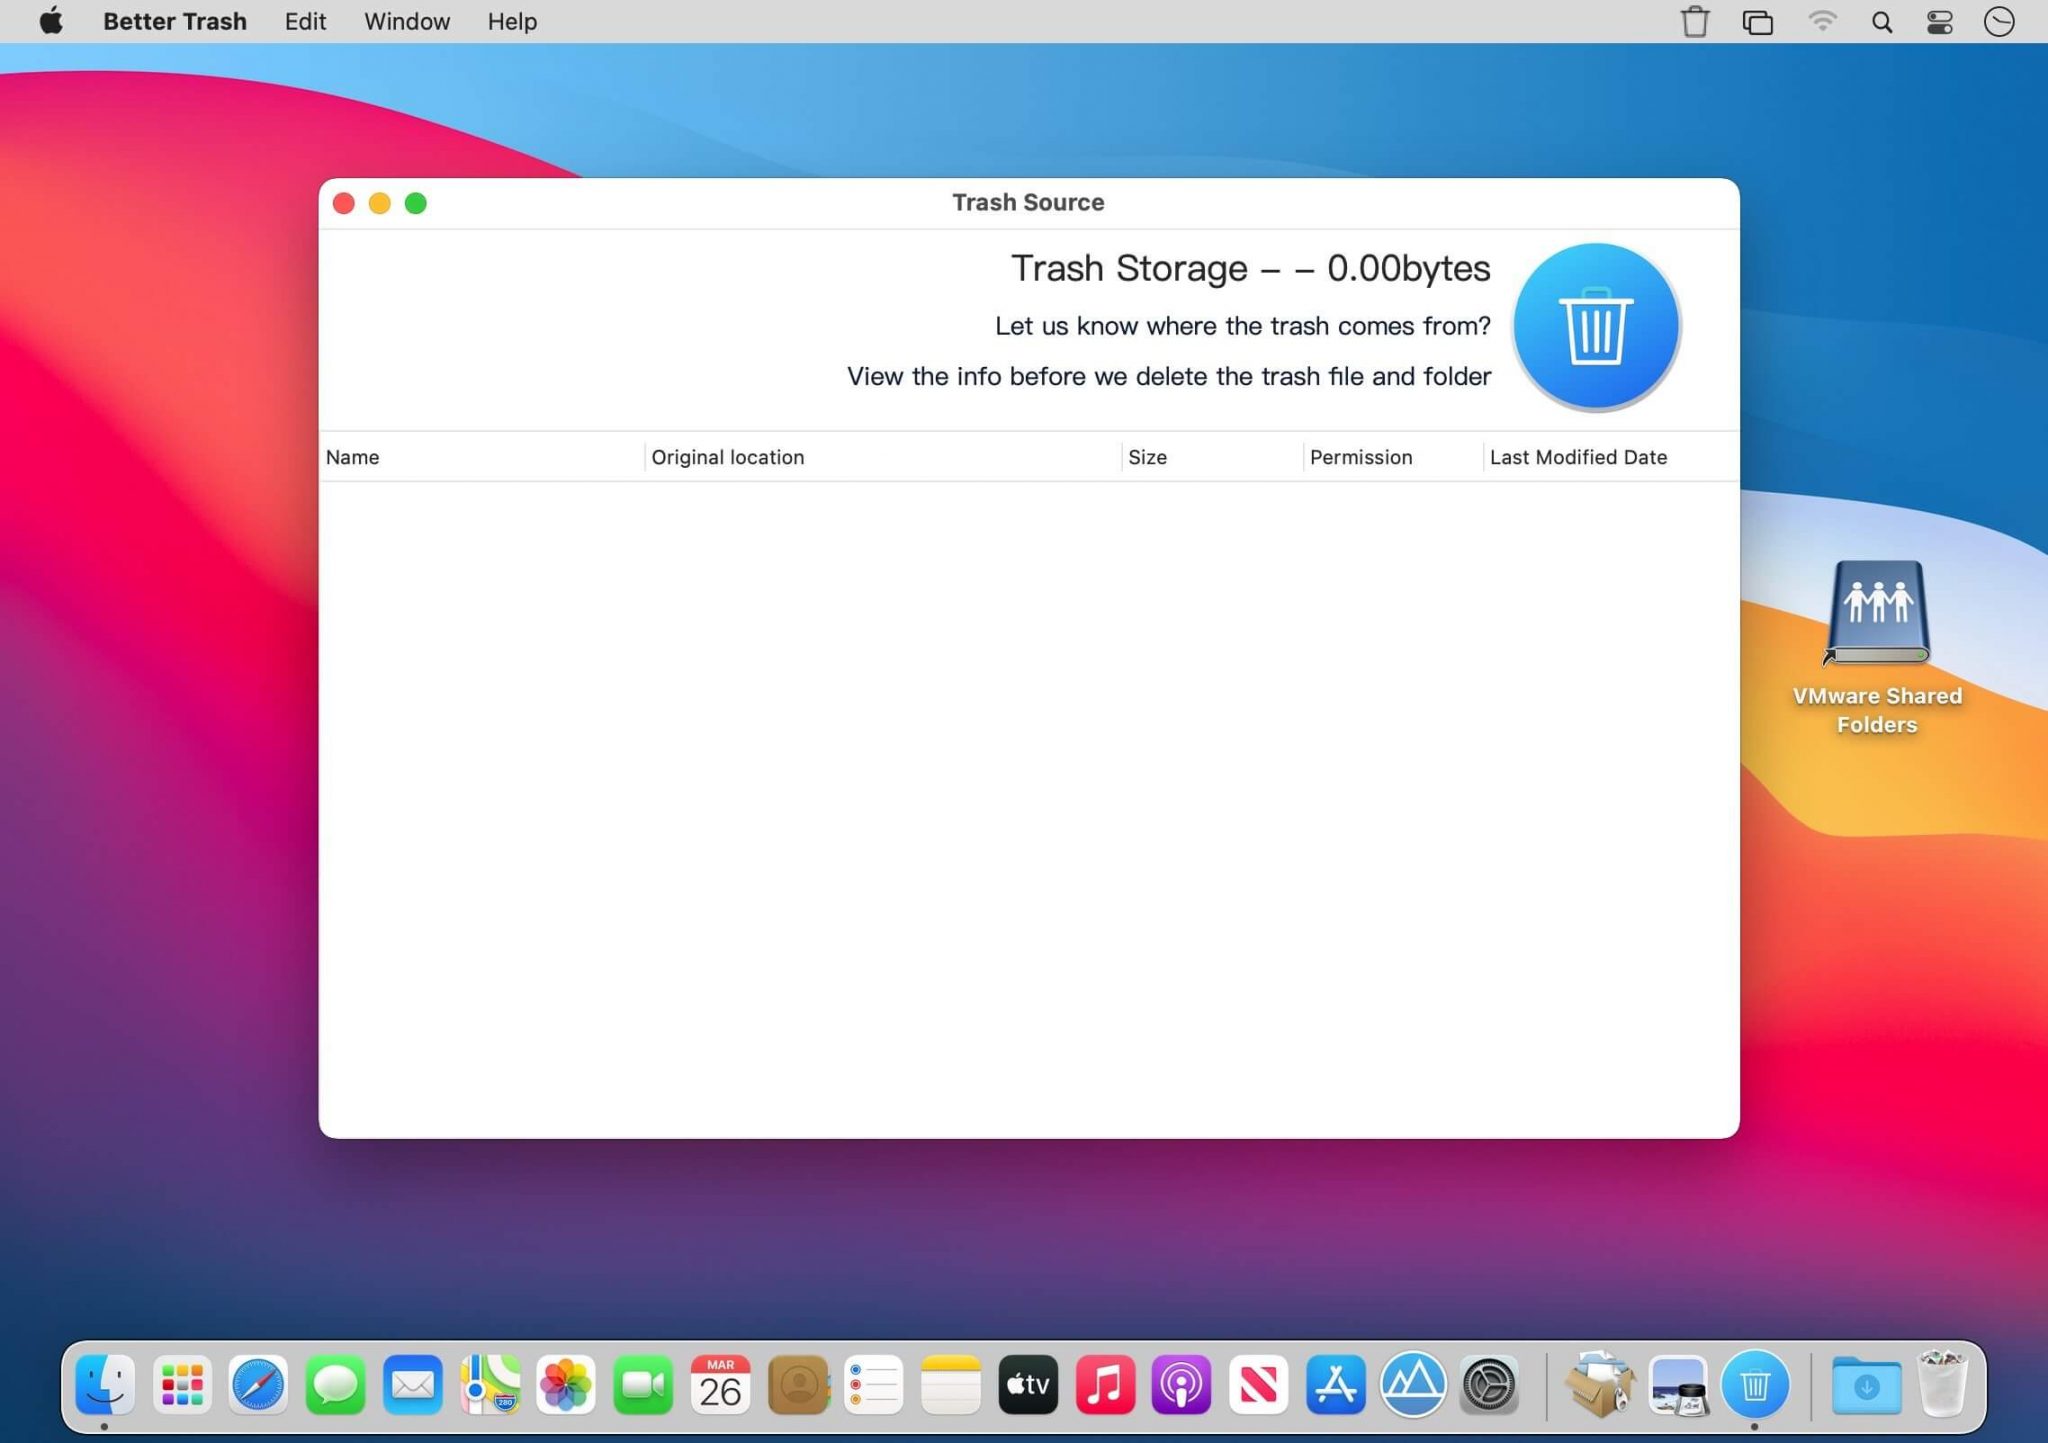 Better Trash Edit Window Help
Trash Source
Trash Storage – – 0.00bytes
Let us know where the trash comes from?
View the info before we delete the trash file and folder
Name Original location Size Permission Last Modified Date
VMware Shared
Folders
280
MAR
26
tv